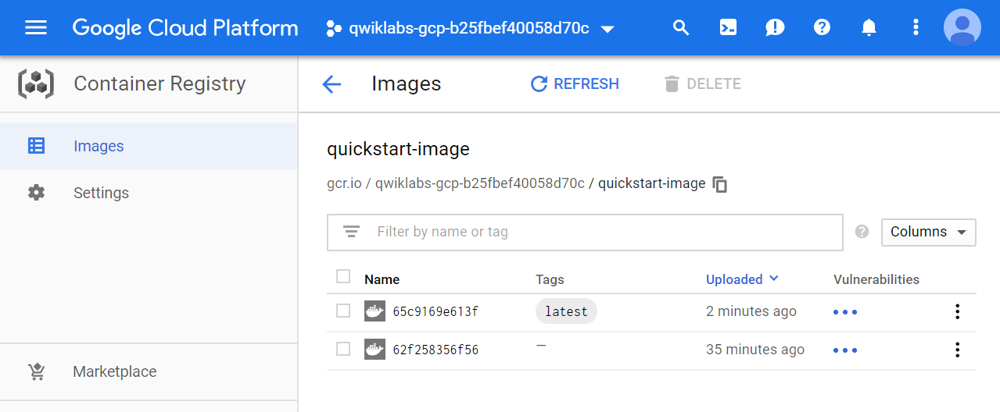 Google Cloud Platform qwiklabs-gcp-b25fbef40058d70c
Container Registry
Images
Settings
Marketplace
Images REFRESH DELETE
quickstart-image
gcr.io / qwiklabs-gcp-b25fbef40058d70c / quickstart-image
Filter by name or tag Columns
Name Tags Uploaded Vulnerabilities
65c9169e613f latest 2 minutes ago
62f258356f56 — 35 minutes ago